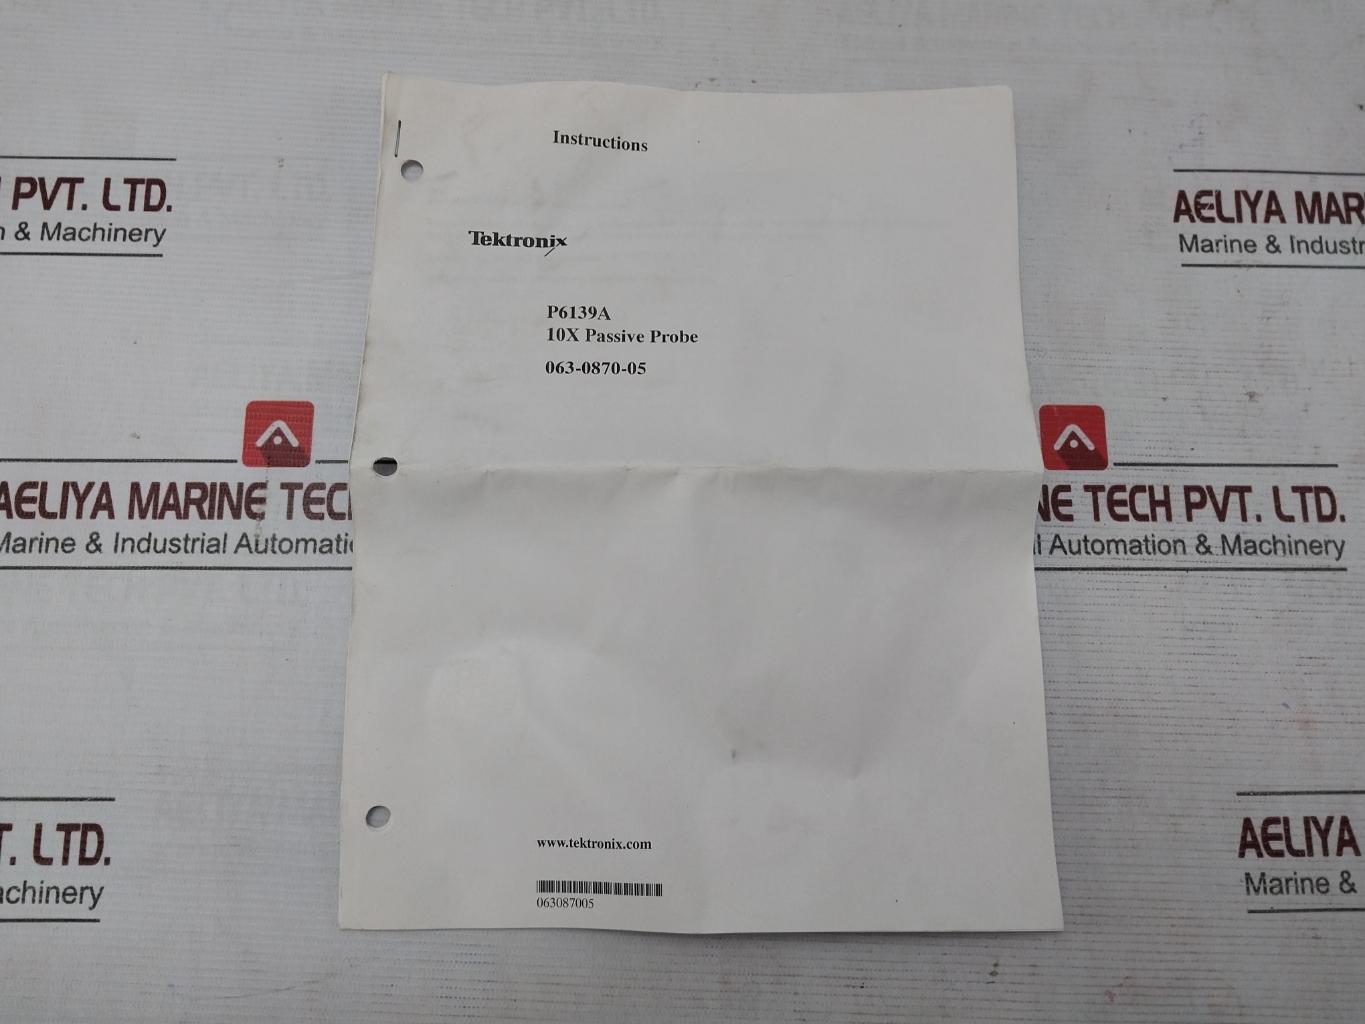 Instructions
Tektronix
P6139A
10X Passive Probe
063-0870-05
www.tektronix.com
063087005
PVT. LTD.
& Machinery
AELIYA MAR
Marine & Industr
AELIYA MARINE TEC
Marine & Industrial Automati
NE TECH PVT. LTD.
l Automation & Machinery
T. LTD.
achinery
AELIYA
Marine &